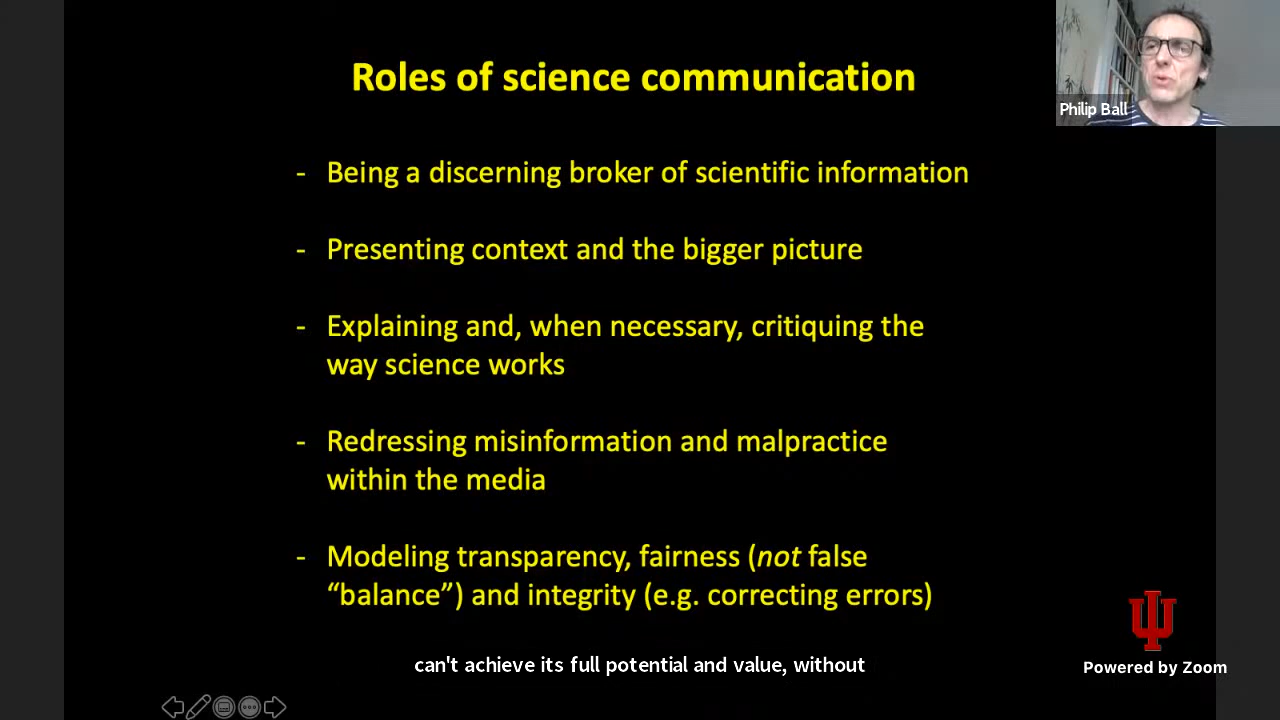 Roles of science communication
Philip Ball
- Being a discerning broker of scientific information
- Presenting context and the bigger picture
- Explaining and, when necessary, critiquing the
way science works
- Redressing misinformation and malpractice
within the media
- Modeling transparency, fairness (not false
“balance”) and integrity (e.g. correcting errors)
can't achieve its full potential and value, without
Powered by Zoom